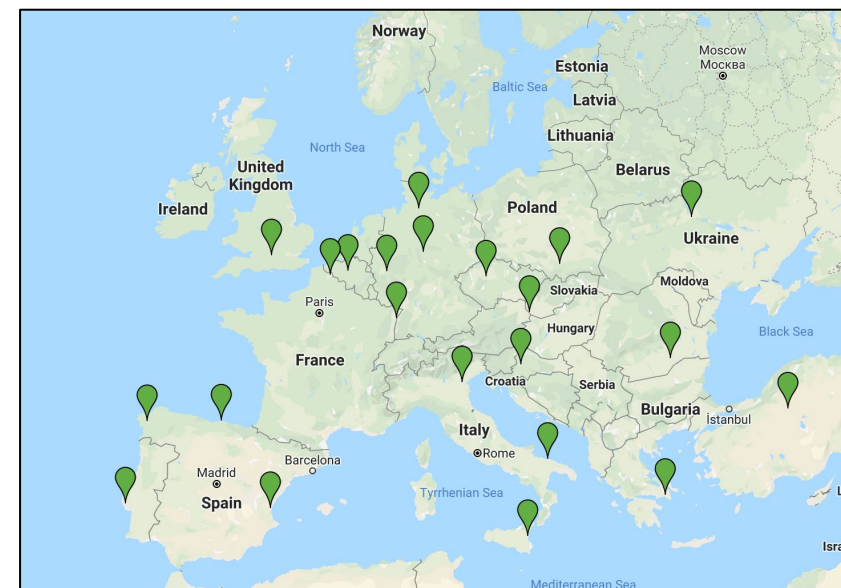 Norway
Moscow
Москва
Estonia
Baltic Sea
Latvia
Lithuania
North Sea
United
Kingdom
Belarus
Ireland
Poland
Ukraine
Paris
Slovakia
Moldova
Hungary
Black Sea
France
Croatia
Serbia
Bulgaria
İstanbul
Italy
Rome
Barcelona
Madrid
Spain
Tyrrhenian Sea
L
Isra
Mediterranean Sea